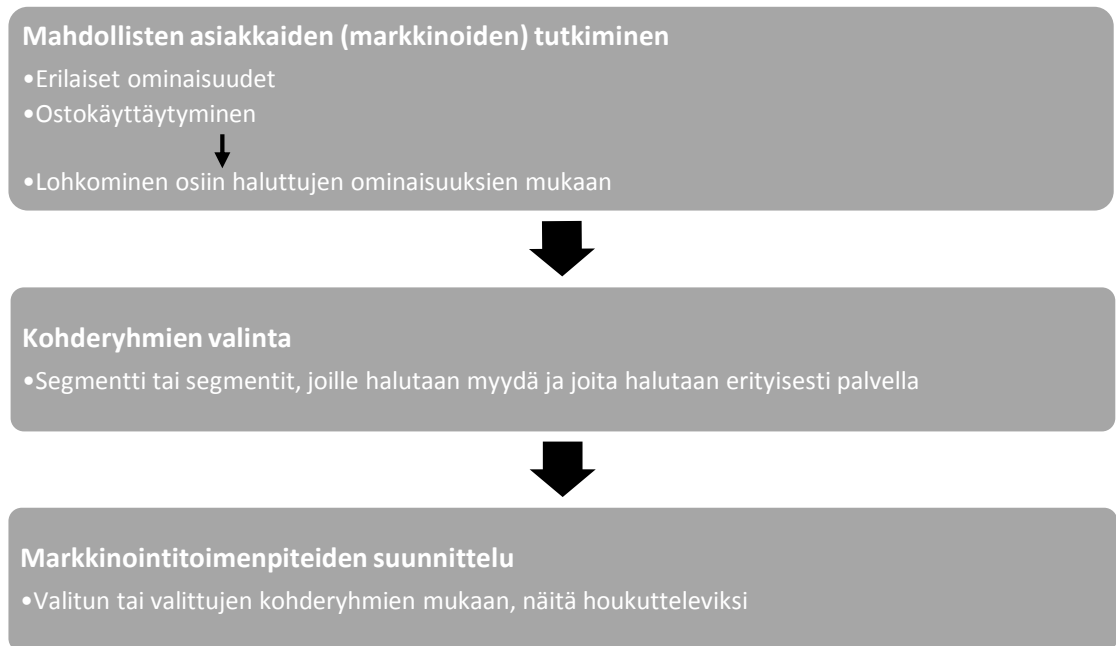 Mahdollisten asiakkaiden (markkinoiden) tutkiminen
•Erilaiset ominaisuudet
•Ostokäyttäytyminen
•Lohkominen osiin haluttujen ominaisuuksien mukaan
Kohderyhmien valinta
•Segmentti tai segmentit, joille halutaan myydä ja joita halutaan erityisesti palvella
Markkinointitoimenpiteiden suunnittelu
•Valitun tai valittujen kohderyhmien mukaan, näitä houkutteleviksi